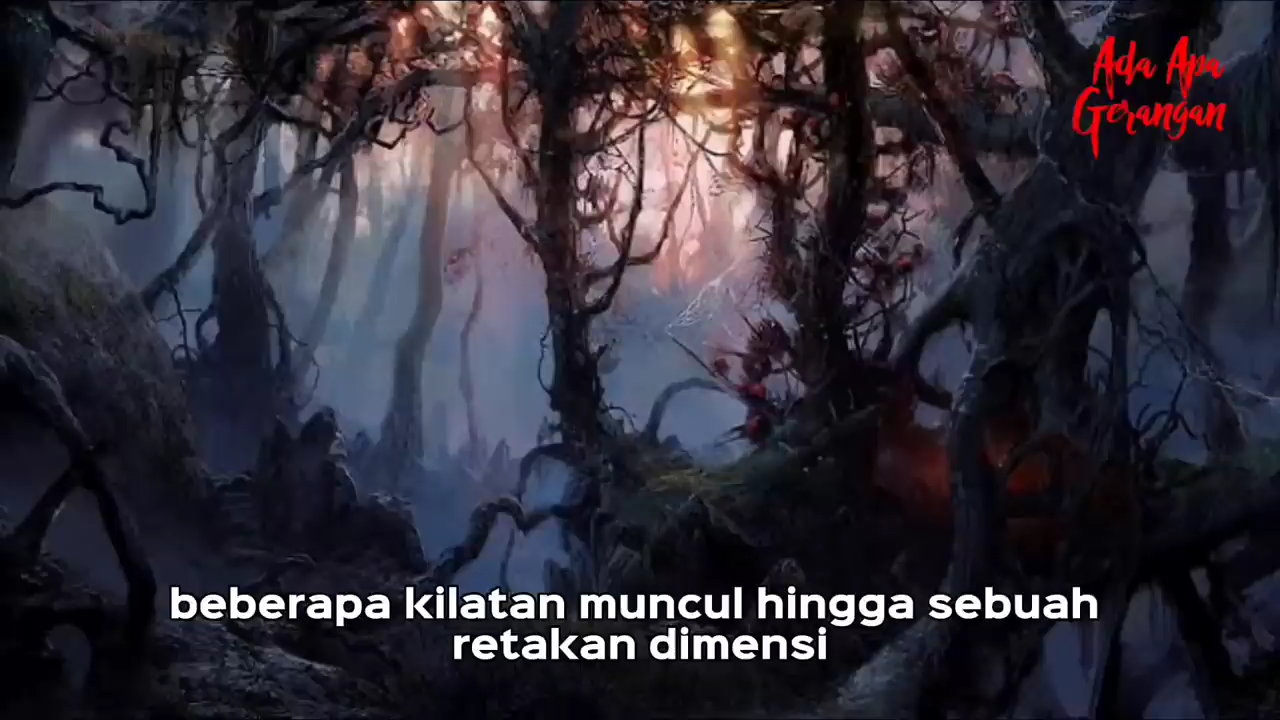 Ada Apa
Gerangan
beberapa kilatan muncul hingga sebuah
retakan dimensi